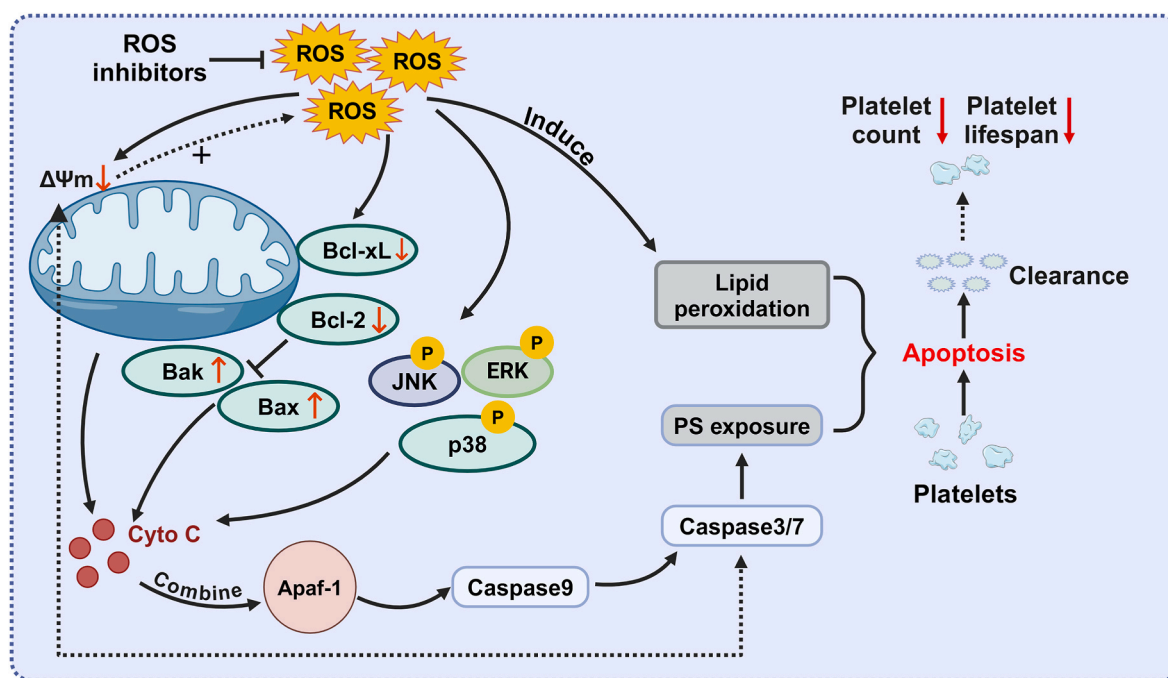 ROS
inhibitors
ROS
ROS
ROS
Induce
+
ΔΨm
Bcl-xL
Bcl-2
Bak
Bax
P
JNK
P
ERK
P
p38
Lipid
peroxidation
PS exposure
Caspase3/7
Cyto C
Combine
Apaf-1
Caspase9
Platelet
count
Platelet
lifespan
Clearance
Apoptosis
Platelets